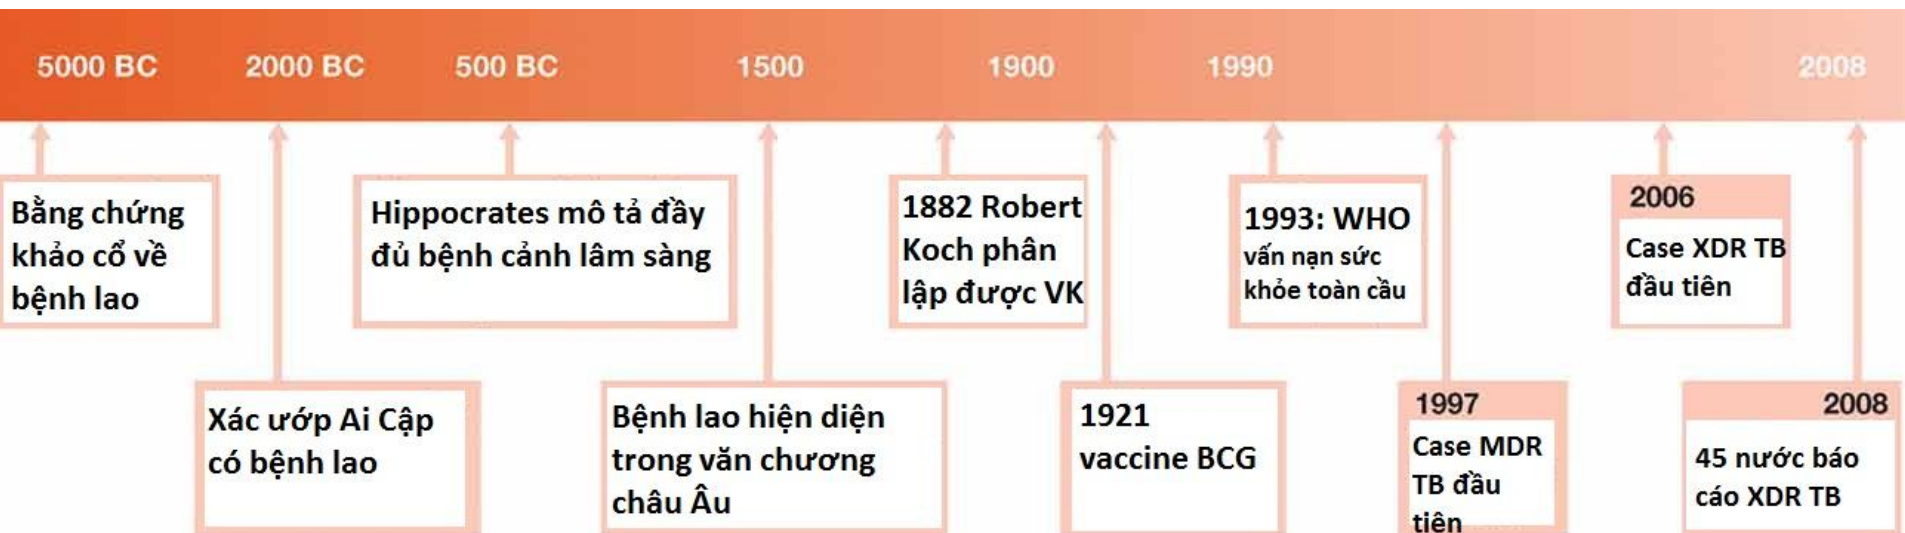 5000 BC
2000 BC
500 BC
1500
1900
1990
2008
Bằng chứng
khảo cổ về
bệnh lao
Hippocrates mô tả đầy
đủ bệnh cảnh lâm sàng
1882 Robert
Koch phân
lập được VK
1993: WHO
vấn nạn sức
khỏe toàn cầu
2006
Case XDR TB
đầu tiên
Xác ướp Ai Cập
có bệnh lao
Bệnh lao hiện diện
trong văn chương
châu Âu
1921
vaccine BCG
1997
Case MDR
TB đầu
tiên
2008
45 nước báo
cáo XDR TB